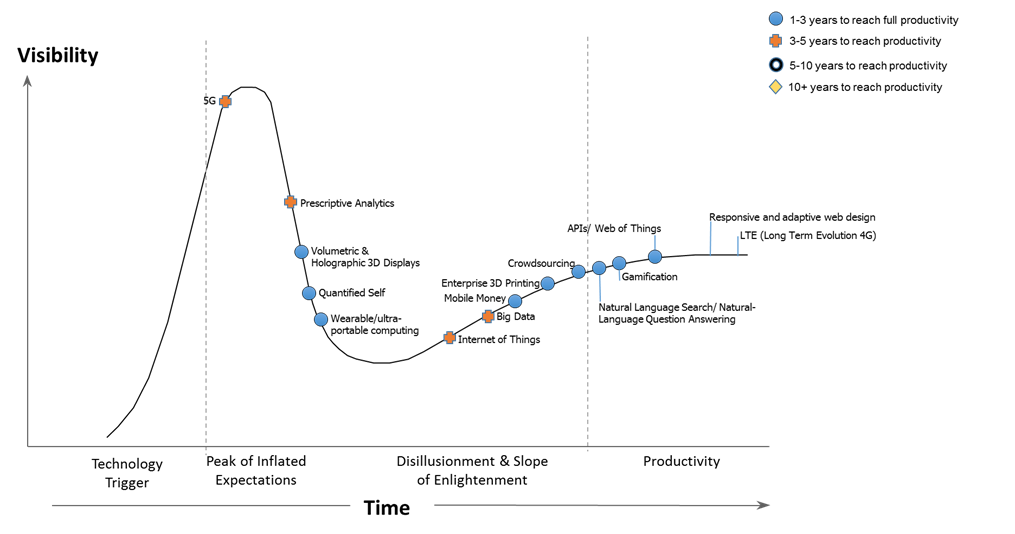 1-3 years to reach full productivity
3-5 years to reach productivity
5-10 years to reach productivity
10+ years to reach productivity
Visibility
5G
Prescriptive Analytics
Volumetric &
Holographic 3D Displays
Quantified Self
Wearable/ultra-
portable computing
Internet of Things
Big Data
Mobile Money
Enterprise 3D Printing
Crowdsourcing
Natural Language Search/ Natural-
Language Question Answering
Gamification
APIs/ Web of Things
Responsive and adaptive web design
LTE (Long Term Evolution 4G)
Technology
Trigger
Peak of Inflated
Expectations
Disillusionment & Slope
of Enlightenment
Productivity
Time